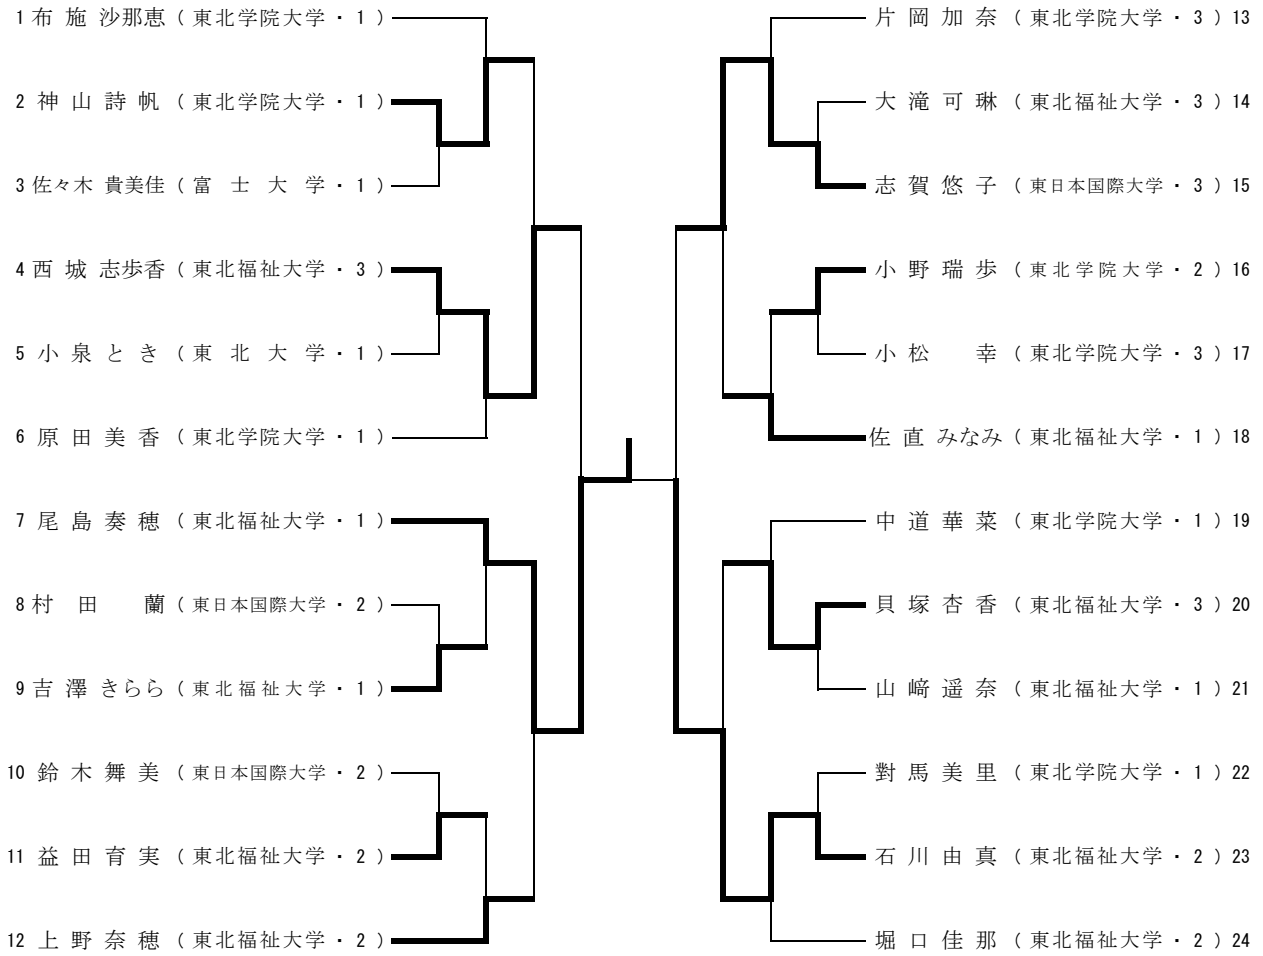 1 布施 沙那恵 (東北学院大学・1)
2 神山詩帆 (東北学院大学・1)
3 佐々木 貴美佳 (富士大学・1)
4 西城 志歩香 (東北福祉大学・3)
5 小泉とき (東北大学・1)
6 原田美香 (東北学院大学・1)
7 尾島奏穂 (東北福祉大学・1)
8 村田 蘭 (東日本国際大学・2)
9 吉澤 きらら (東北福祉大学・1)
10 鈴木舞美 (東日本国際大学・2)
11 益田育実 (東北福祉大学・2)
12 上野奈穂 (東北福祉大学・2)
片岡加奈 (東北学院大学・3) 13
大滝可琳 (東北福祉大学・3) 14
志賀悠子 (東日本国際大学・3) 15
小野瑞歩 (東北学院大学・2) 16
小松 幸 (東北学院大学・3) 17
佐直 みなみ (東北福祉大学・1) 18
中道華菜 (東北学院大学・1) 19
貝塚杏香 (東北福祉大学・3) 20
山﨑遥奈 (東北福祉大学・1) 21
對馬美里 (東北学院大学・1) 22
石川由真 (東北福祉大学・2) 23
堀口佳那 (東北福祉大学・2) 24